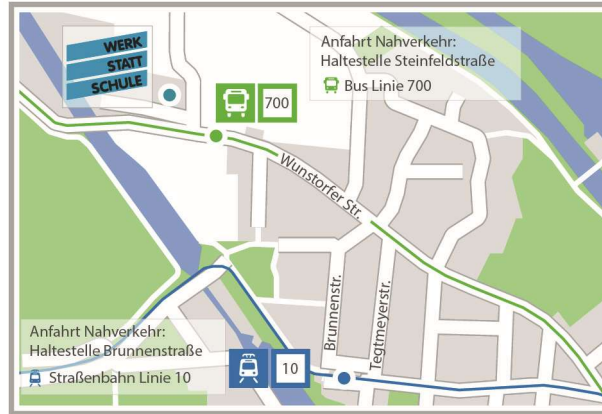 WERK
STATT
SCHULE
Anfahrt Nahverkehr:
Haltestelle Steinfeldstraße
Bus Linie 700
700
Wunstorfer Str.
Brunnenstr.
Tegtmeyerstr.
Anfahrt Nahverkehr:
Haltestelle Brunnenstraße
Straßenbahn Linie 10
10